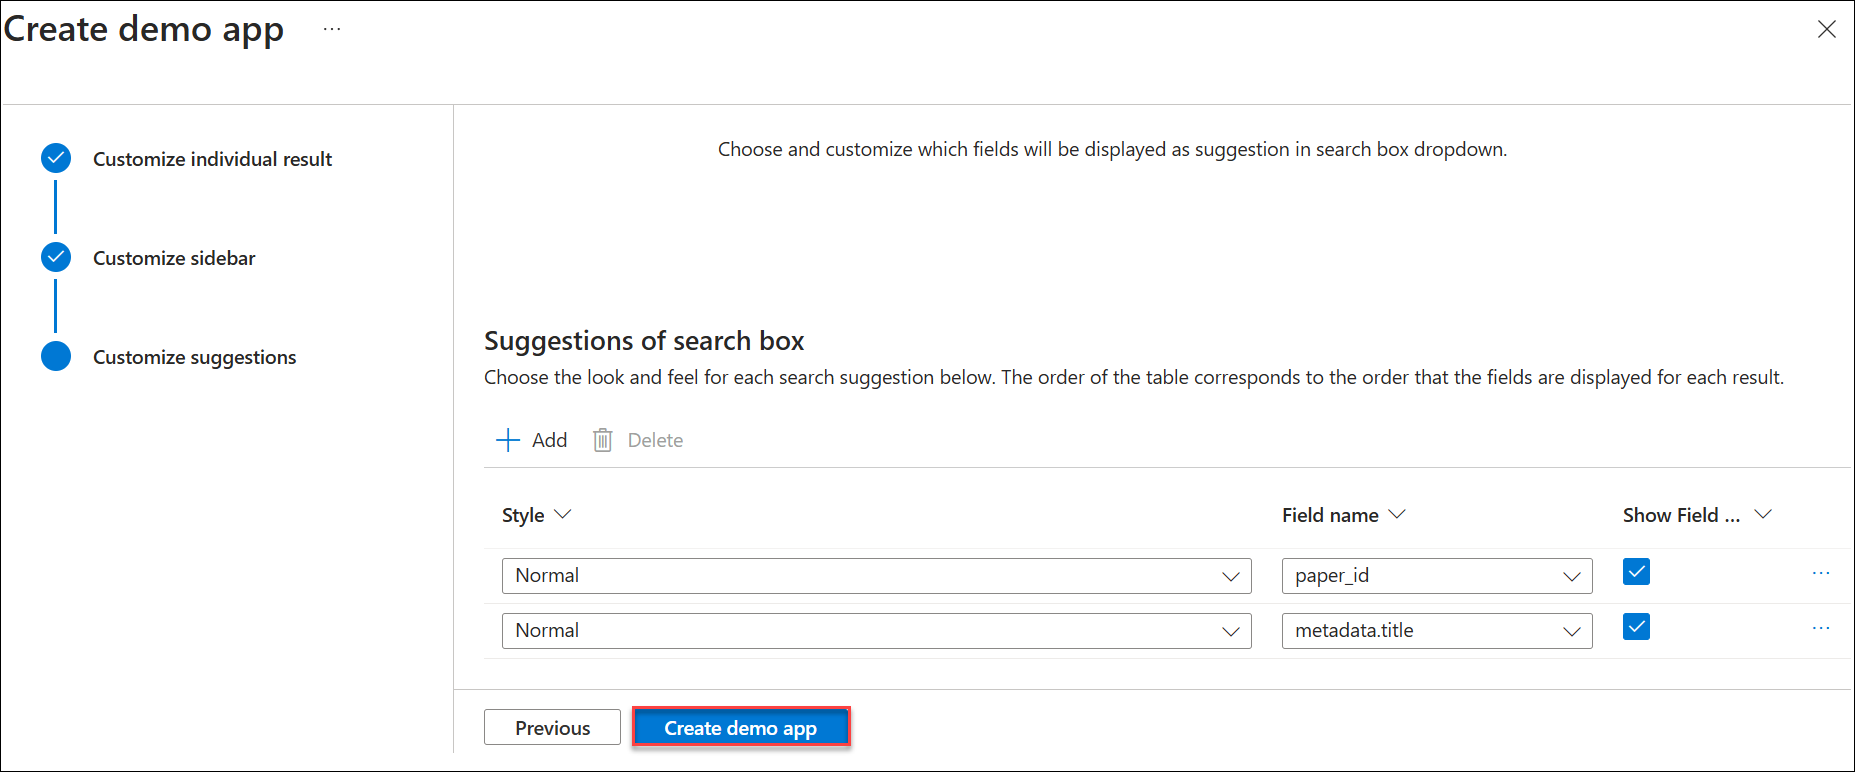 Create demo app ...
Customize individual result
Customize sidebar
Customize suggestions
Choose and customize which fields will be displayed as suggestion in search box dropdown.
Suggestions of search box
Choose the look and feel for each search suggestion below. The order of the table corresponds to the order that the fields are displayed for each result.
Add Delete
Style Field name Show Field ...
Normal paper_id ...
Normal metadata.title ...
Previous Create demo app